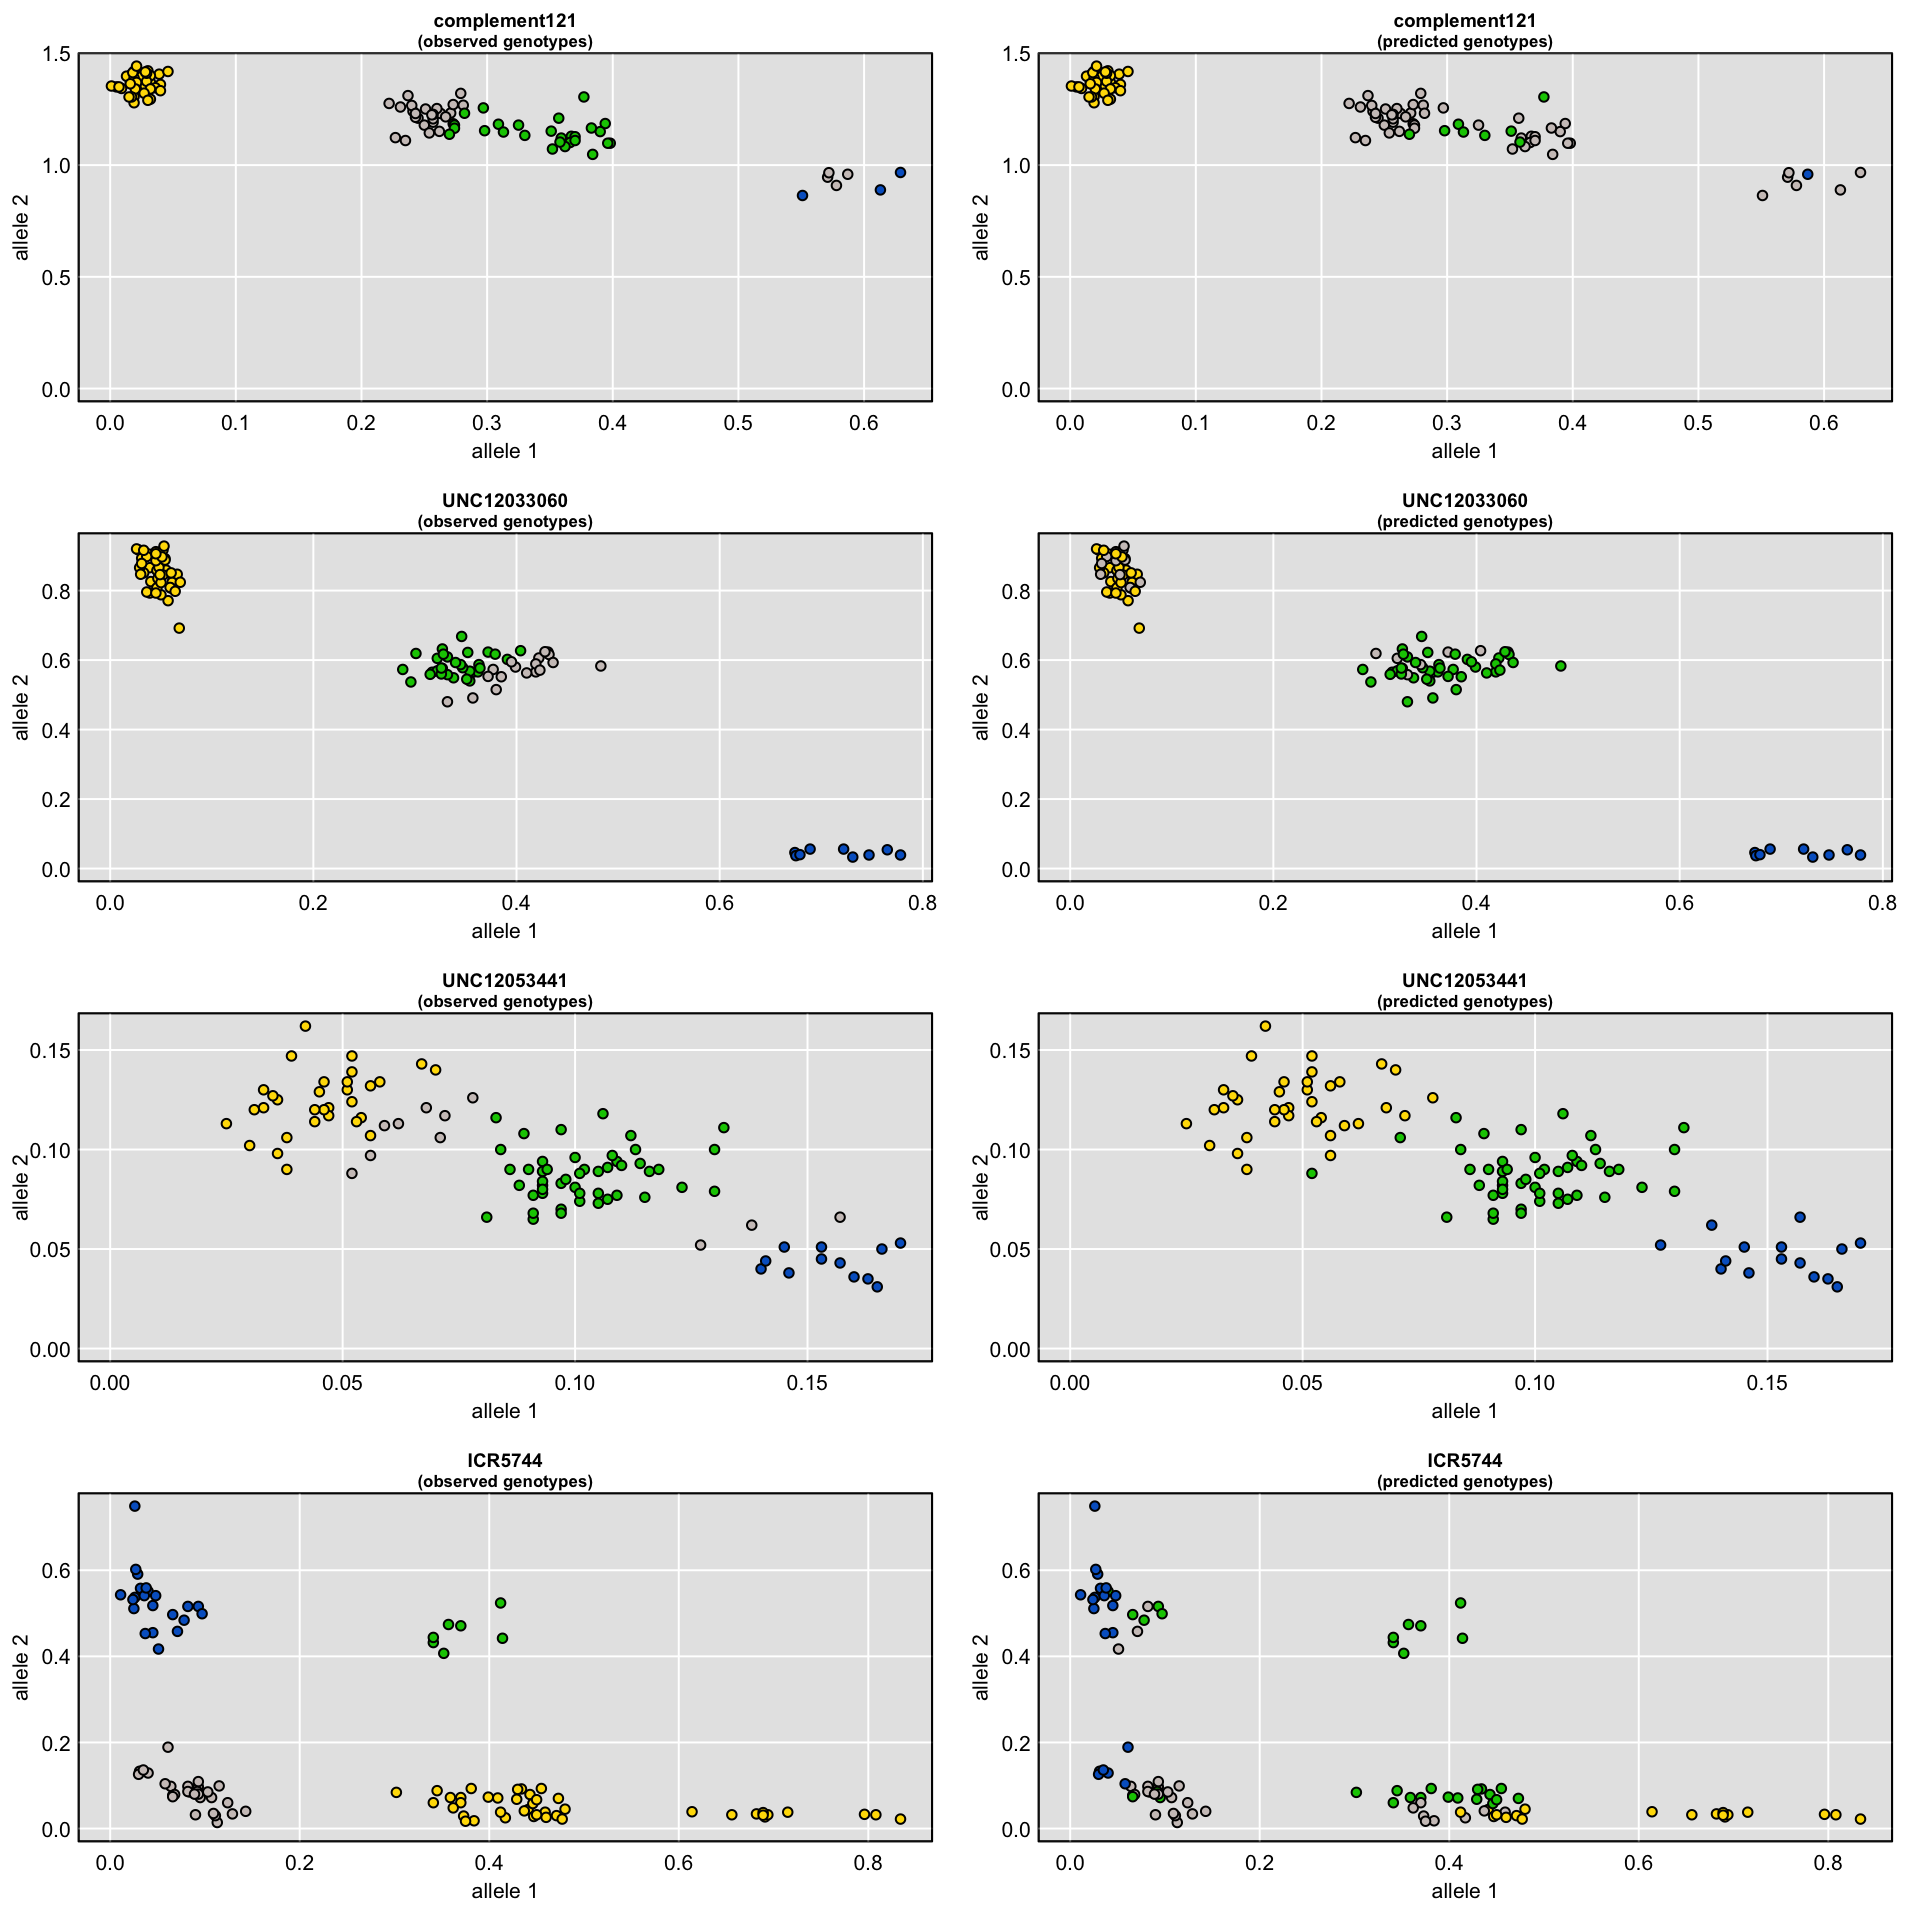 complement121
(observed genotypes)
1.5
1.0
0.5
0.0
allele 2
0.0 0.1 0.2 0.3 0.4 0.5 0.6
allele 1
complement121
(predicted genotypes)
1.5
1.0
0.5
0.0
allele 2
0.0 0.1 0.2 0.3 0.4 0.5 0.6
allele 1
UNC12033060
(observed genotypes)
0.8
0.6
0.4
0.2
0.0
allele 2
0.0 0.2 0.4 0.6 0.8
allele 1
UNC12033060
(predicted genotypes)
0.8
0.6
0.4
0.2
0.0
allele 2
0.0 0.2 0.4 0.6 0.8
allele 1
UNC12053441
(observed genotypes)
0.15
0.10
0.05
0.00
allele 2
0.00 0.05 0.10 0.15
allele 1
UNC12053441
(predicted genotypes)
0.15
0.10
0.05
0.00
allele 2
0.00 0.05 0.10 0.15
allele 1
ICR5744
(observed genotypes)
0.6
0.4
0.2
0.0
allele 2
0.0 0.2 0.4 0.6 0.8
allele 1
ICR5744
(predicted genotypes)
0.6
0.4
0.2
0.0
allele 2
0.0 0.2 0.4 0.6 0.8
allele 1